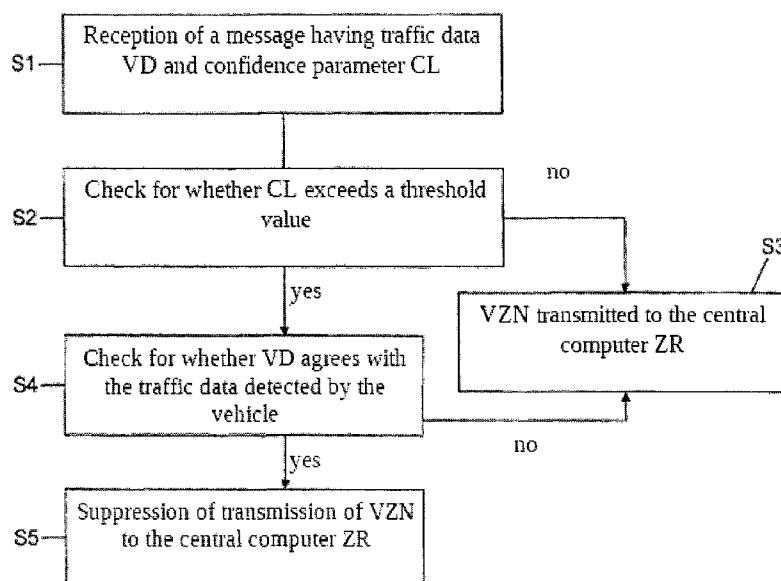 S1
Reception of a message having traffic data
VD and confidence parameter CL
S2
Check for whether CL exceeds a threshold
value
no
S3
yes
VZN transmitted to the central
computer ZR
S4
Check for whether VD agrees with
the traffic data detected by the
vehicle
no
yes
S5
Suppression of transmission of VZN
to the central computer ZR